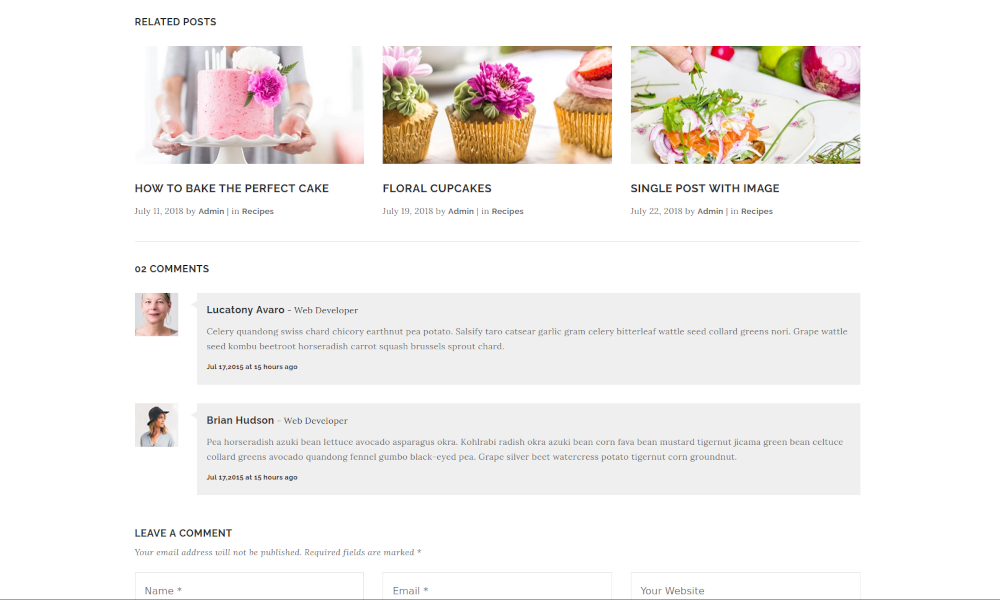 RELATED POSTS
HOW TO BAKE THE PERFECT CAKE
July 11, 2018 by Admin | in Recipes
FLORAL CUPCAKES
July 19, 2018 by Admin | in Recipes
SINGLE POST WITH IMAGE
July 22, 2018 by Admin | in Recipes
02 COMMENTS
Lucatony Avaro - Web Developer
Celery quandong swiss chard chicory earthnut pea potato. Salsify taro catsear garlic gram celery bitterleaf wattle seed collard greens nori. Grape wattle
seed kombu beetroot horseradish carrot squash brussels sprout chard.
Jul 17,2015 at 15 hours ago
Brian Hudson - Web Developer
Pea horseradish azuki bean lettuce avocado asparagus okra. Kohlrabi radish okra azuki bean corn fava bean mustard tigernut jicama green bean celtuce
collard greens avocado quandong fennel gumbo black-eyed pea. Grape silver beet watercress potato tigernut corn groundnut.
Jul 17,2015 at 15 hours ago
LEAVE A COMMENT
Your email address will not be published. Required fields are marked *
Name *
Email *
Your Website